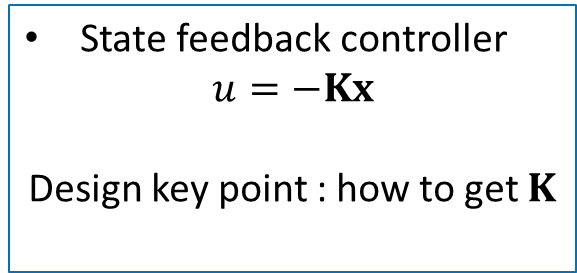 • State feedback controller
u = −Kx
Design key point : how to get K